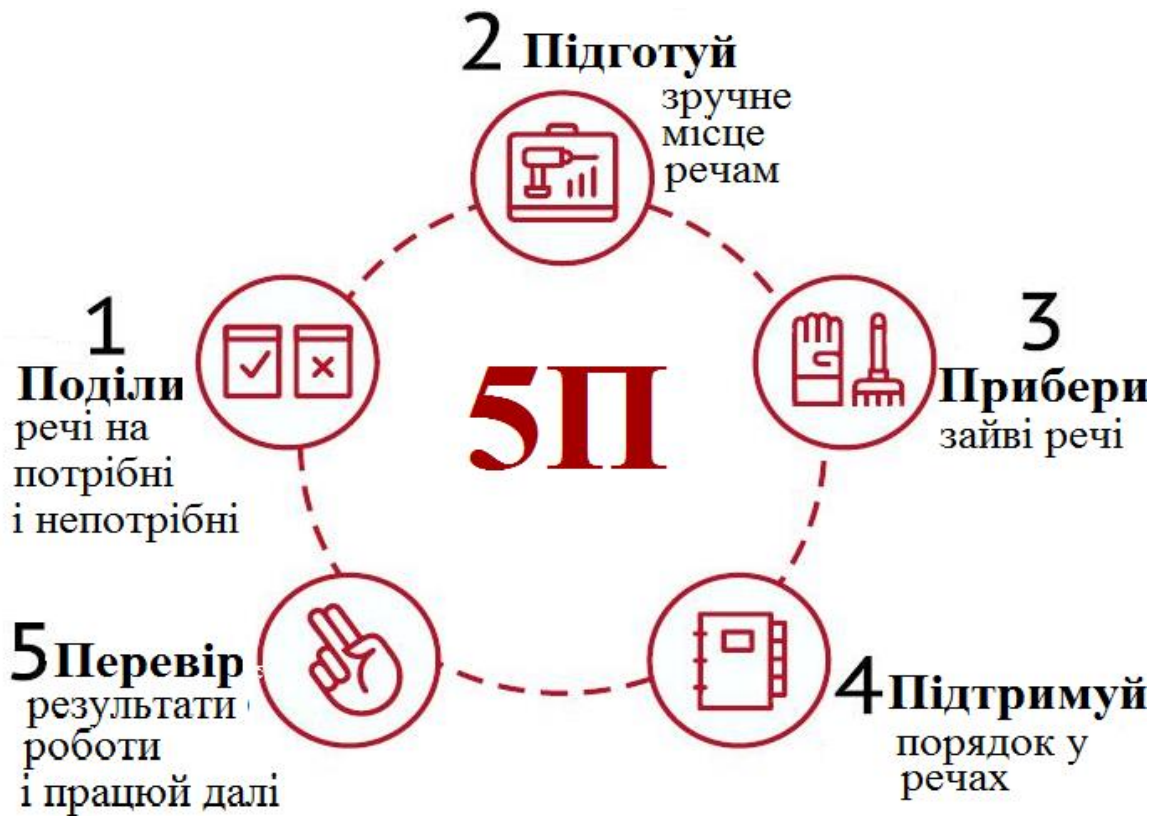 2 Підготуй
зручне
місце
речам
1
Поділи
речі на
потрібні
і непотрібні
5П
3
Прибери
зайві речі
5 Перевір
результати
роботи
і працюй далі
4 Підтримуй
порядок у
речах